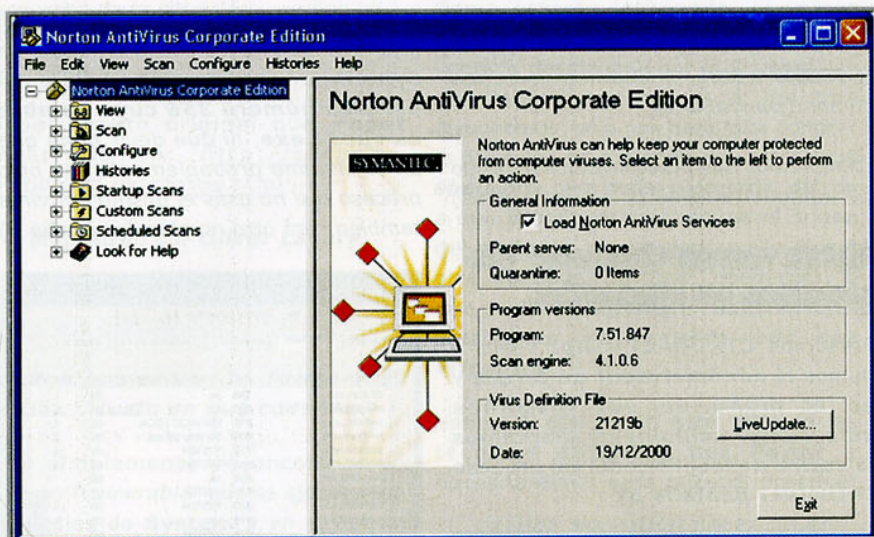 Norton AntiVirus Corporate Edition
File Edit View Scan Configure Histories Help
Norton AntiVirus Corporate Edition
View
Scan
Configure
Histories
Startup Scans
Custom Scans
Scheduled Scans
Look for Help
Norton AntiVirus Corporate Edition
SYMANTEC.
Norton AntiVirus can help keep your computer protected
from computer viruses. Select an item to the left to perform
an action.
General Information
Load Norton AntiVirus Services
Parent server: None
Quarantine: 0 Items
Program versions
Program: 7.51.847
Scan engine: 4.1.0.6
Virus Definition File
Version: 21219b
LiveUpdate...
Date: 19/12/2000
Exit